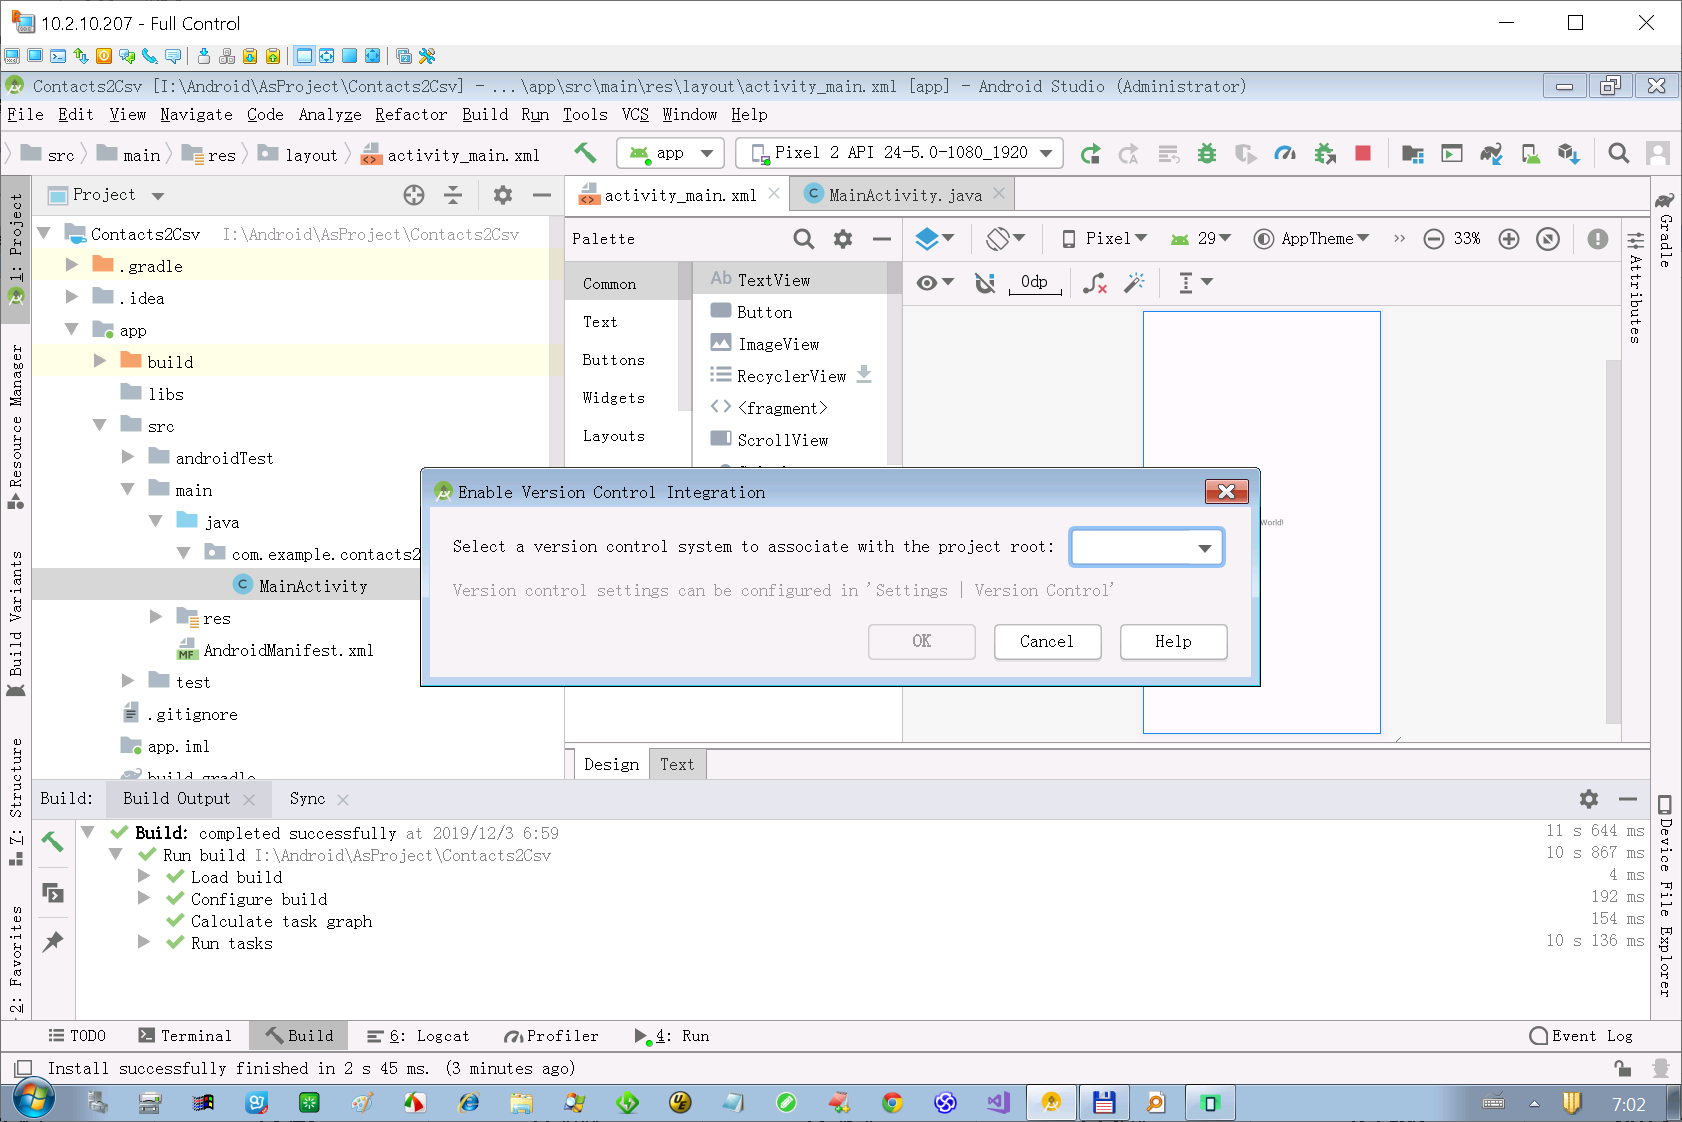 10.2.10.207 - Full Control
Contacts2Csv [I:\Android\AsProject\Contacts2Csv] - ...\app\src\main\res\layout\activity_main.xml [app] - Android Studio (Administrator)
File Edit View Navigate Code Analyze Refactor Build Run Tools VCS Window Help
src main res layout activity_main.xml app Pixel 2 API 24-5.0-1080_1920
1: Project
Resource Manager
Build Variants
7: Structure
2: Favorites
Project
Contacts2Csv I:\Android\AsProject\Contacts2Csv
.gradle
.idea
app
build
libs
src
androidTest
main
java
com.example.contacts2
MainActivity
res
AndroidManifest.xml
test
.gitignore
app.iml
build.gradle
activity_main.xml MainActivity.java
Palette
Common
Text
Buttons
Widgets
Layouts
Ab TextView
Button
ImageView
RecyclerView
<fragment>
ScrollView
Pixel 29 AppTheme 33%
0dp
World!
Gradle
Attributes
Device File Explorer
Enable Version Control Integration
Select a version control system to associate with the project root:
Version control settings can be configured in 'Settings | Version Control'
OK Cancel Help
Design Text
Build: Build Output Sync
Build: completed successfully at 2019/12/3 6:59 11 s 644 ms
Run build I:\Android\AsProject\Contacts2Csv 10 s 867 ms
Load build 4 ms
Configure build 192 ms
Calculate task graph 154 ms
Run tasks 10 s 136 ms
TODO Terminal Build 6: Logcat Profiler 4: Run Event Log
Install successfully finished in 2 s 45 ms. (3 minutes ago)
7:02